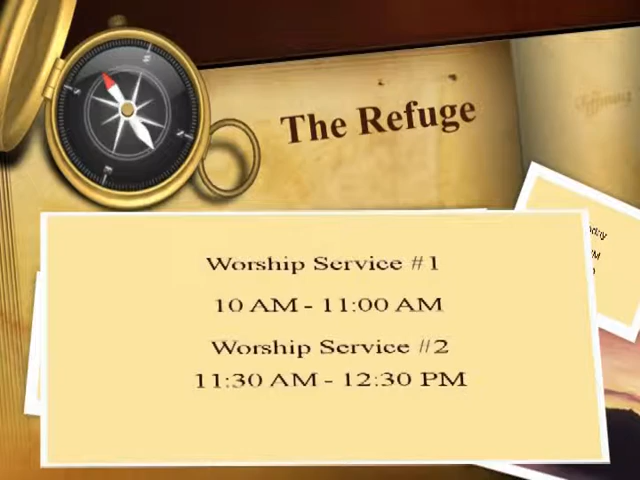 The Refuge
Worship Service #1
10 AM - 11:00 AM
Worship Service #2
11:30 AM - 12:30 PM